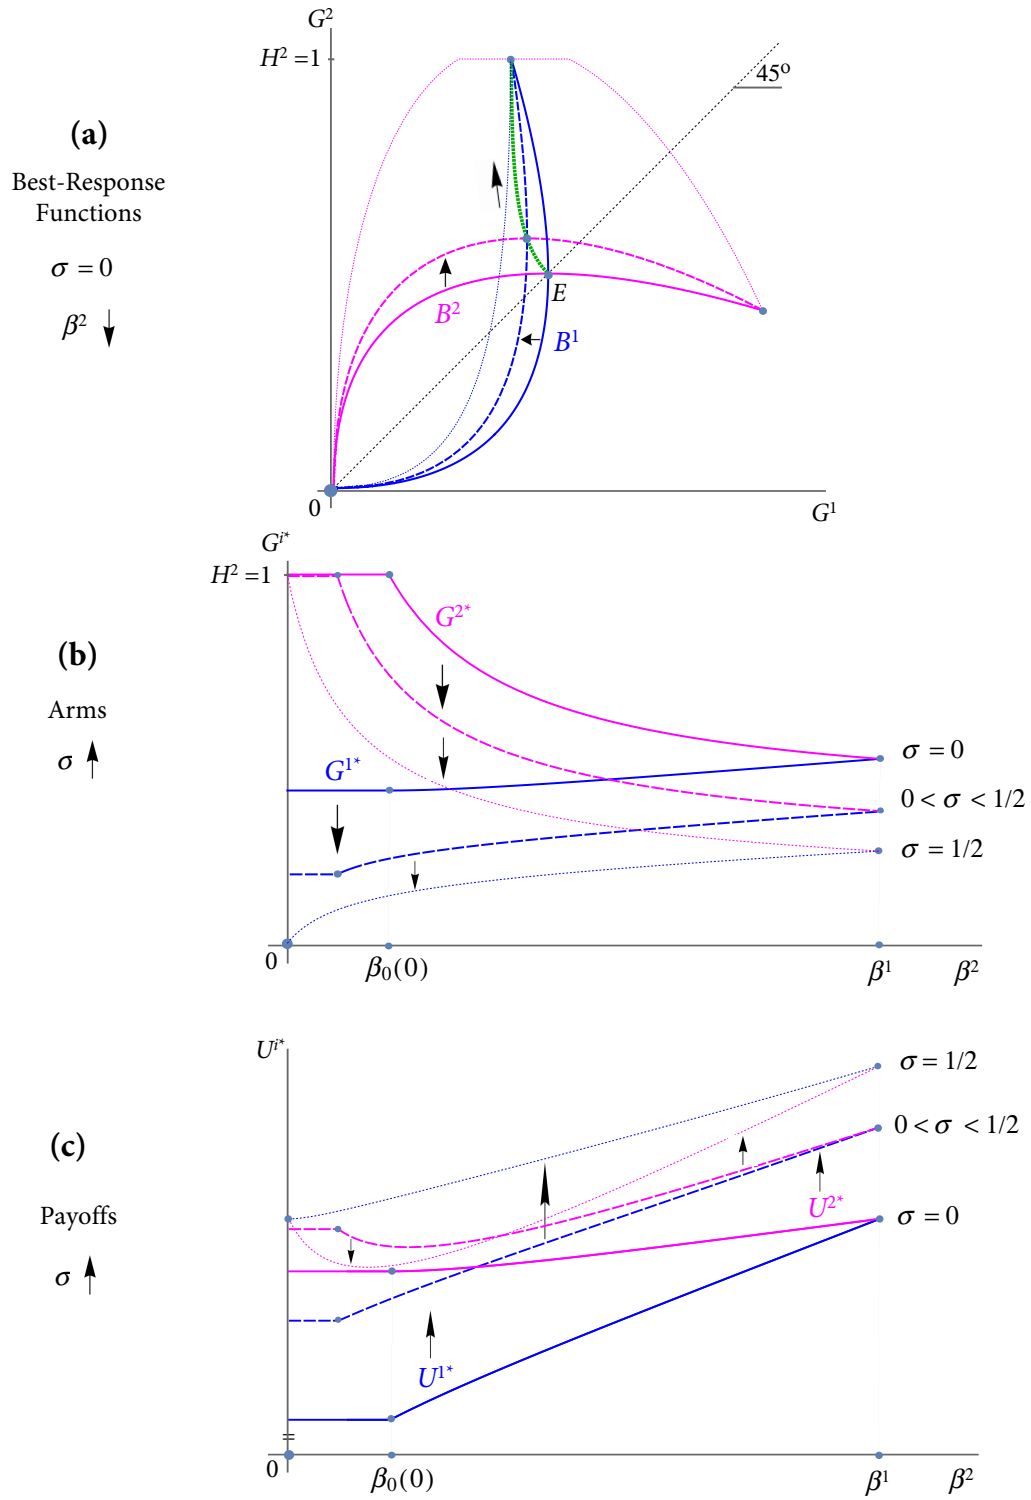 G²
H² = 1
45º
(a)
Best-Response
Functions
σ = 0
β² ↓
E
B²
B¹
0
G¹
Gⁱ*
H² = 1
G²*
(b)
Arms
σ ↑
G¹*
σ = 0
0 < σ < 1/2
σ = 1/2
0
β₀(0)
β¹
β²
Uⁱ*
σ = 1/2
0 < σ < 1/2
(c)
Payoffs
σ ↑
U²*
σ = 0
U¹*
0
β₀(0)
β¹
β²